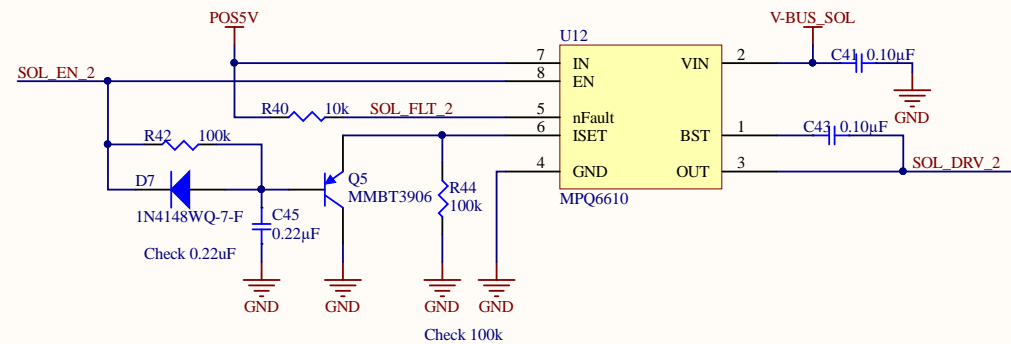 POS5V
V-BUS_SOL
U12
SOL_EN_2
7 IN VIN 2
C41 0.10µF
8 EN
GND
R40 10k SOL_FLT_2
5 nFault
R42 100k
6 ISET BST 1
C43 0.10µF
4 GND OUT 3
SOL_DRV_2
D7
Q5
MMBT3906
R44
100k
MPQ6610
1N4148WQ-7-F
C45
0.22µF
Check 0.22uF
GND GND GND GND
Check 100k